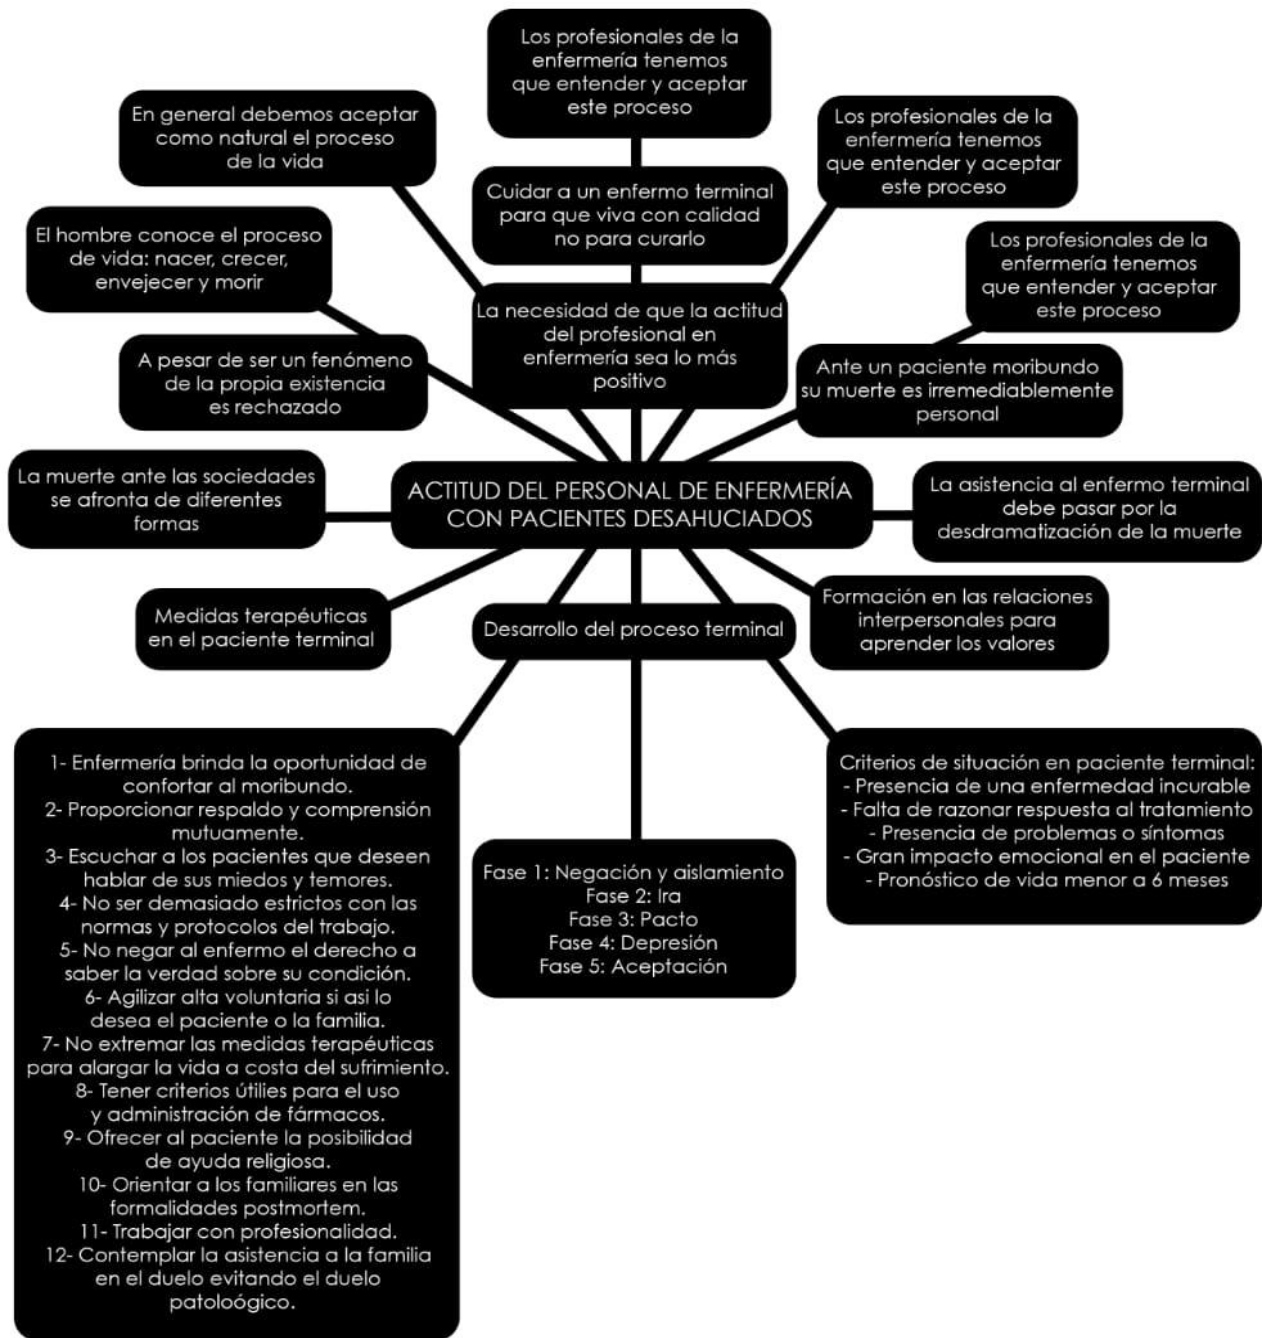 Los profesionales de la
enfermería tenemos
que entender y aceptar
este proceso
En general debemos aceptar
como natural el proceso
de la vida
Los profesionales de la
enfermería tenemos
que entender y aceptar
este proceso
Cuidar a un enfermo terminal
para que viva con calidad
no para curarlo
El hombre conoce el proceso
de vida: nacer, crecer,
envejecer y morir
Los profesionales de la
enfermería tenemos
que entender y aceptar
este proceso
La necesidad de que la actitud
del profesional en
enfermería sea lo más
positivo
A pesar de ser un fenómeno
de la propia existencia
es rechazado
Ante un paciente moribundo
su muerte es irremediablemente
personal
La muerte ante las sociedades
se afronta de diferentes
formas
ACTITUD DEL PERSONAL DE ENFERMERÍA
CON PACIENTES DESAHUCIADOS
La asistencia al enfermo terminal
debe pasar por la
desdramatización de la muerte
Medidas terapéuticas
en el paciente terminal
Desarrollo del proceso terminal
Formación en las relaciones
interpersonales para
aprender los valores
1- Enfermería brinda la oportunidad de
confortar al moribundo.
2- Proporcionar respaldo y comprensión
mutuamente.
3- Escuchar a los pacientes que deseen
hablar de sus miedos y temores.
4- No ser demasiado estrictos con las
normas y protocolos del trabajo.
5- No negar al enfermo el derecho a
saber la verdad sobre su condición.
6- Agilizar alta voluntaria si asi lo
desea el paciente o la familia.
7- No extremar las medidas terapéuticas
para alargar la vida a costa del sufrimiento.
8- Tener criterios útilies para el uso
y administración de fármacos.
9- Ofrecer al paciente la posibilidad
de ayuda religiosa.
10- Orientar a los familiares en las
formalidades postmortem.
11- Trabajar con profesionalidad.
12- Contemplar la asistencia a la familia
en el duelo evitando el duelo
patoloógico.
Fase 1: Negación y aislamiento
Fase 2: Ira
Fase 3: Pacto
Fase 4: Depresión
Fase 5: Aceptación
Criterios de situación en paciente terminal:
- Presencia de una enfermedad incurable
- Falta de razonar respuesta al tratamiento
- Presencia de problemas o síntomas
- Gran impacto emocional en el paciente
- Pronóstico de vida menor a 6 meses